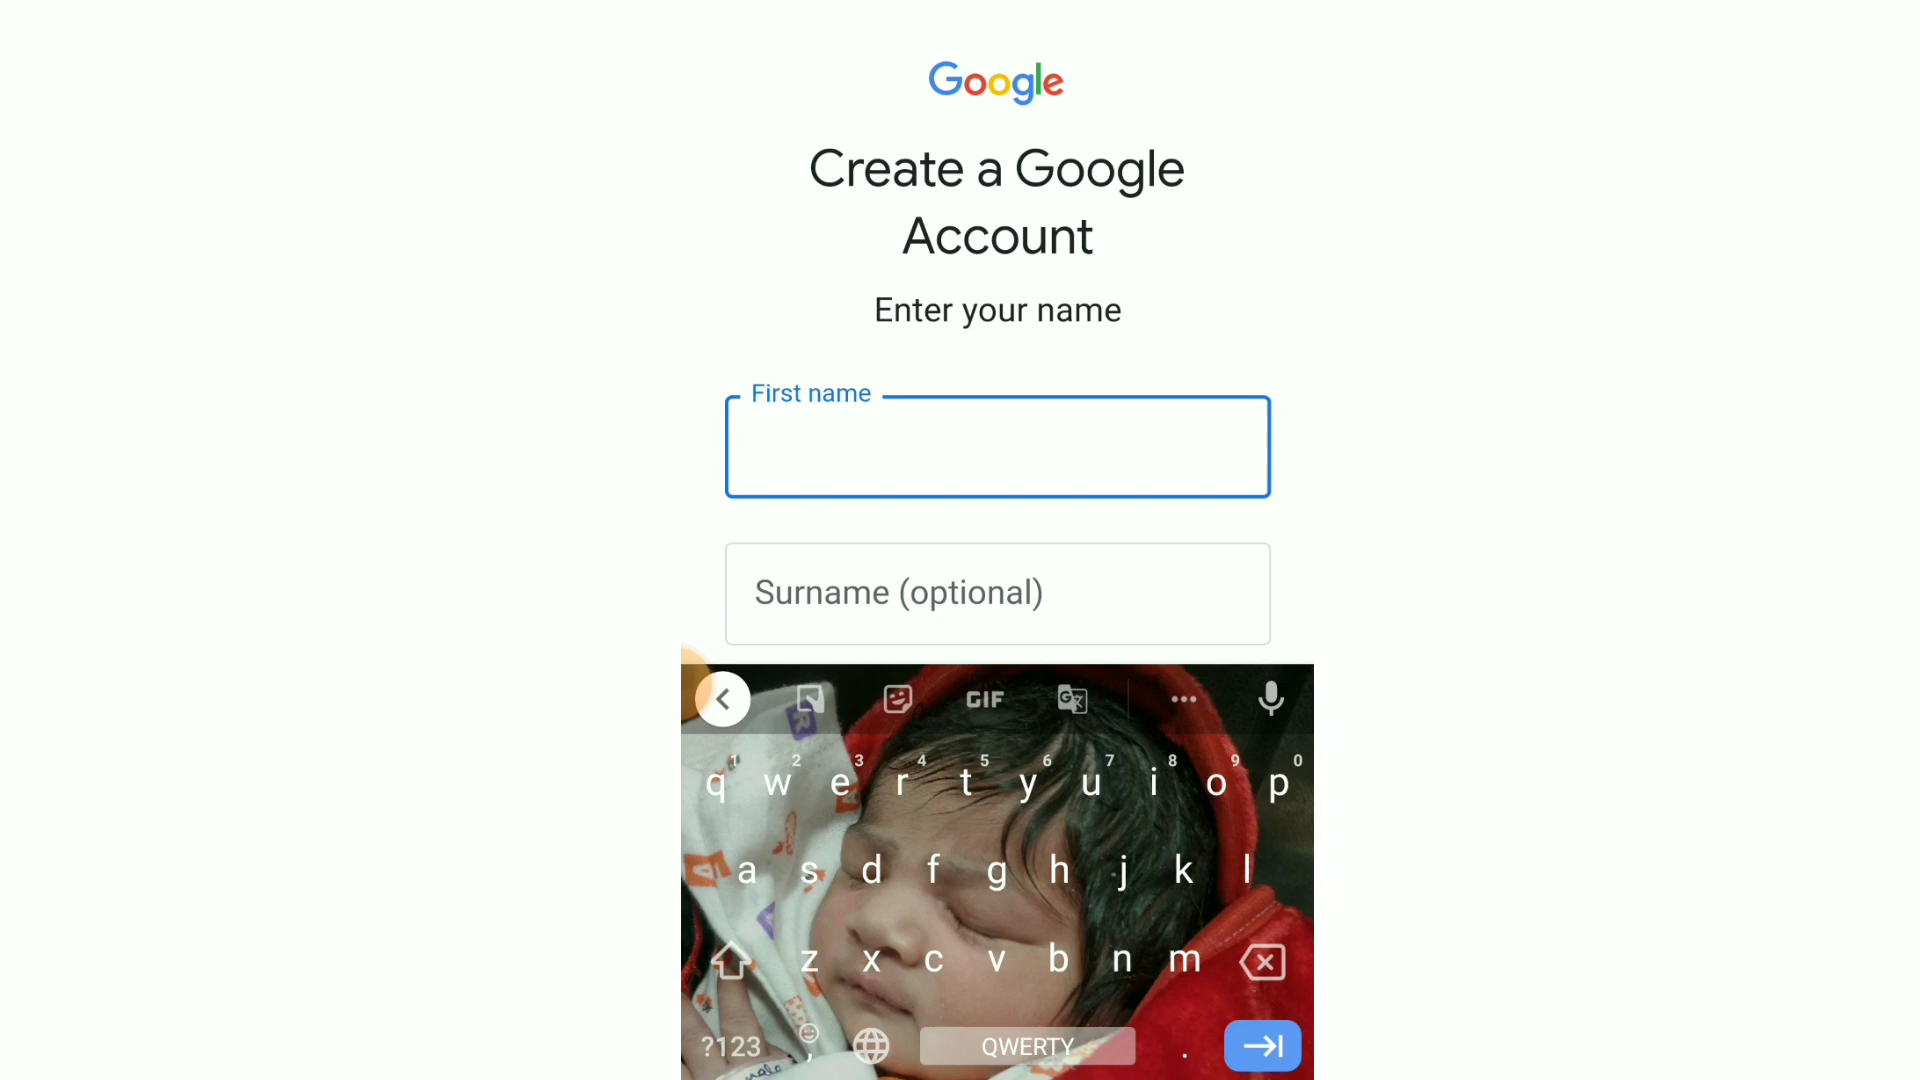 Google
Create a Google
Account
Enter your name
First name
Surname (optional)
GIF
1 2 3 4 5 6 7 8 9 0
q w e r t y u i o p
a s d f g h j k l
z x c v b n m
?123 , QWERTY .